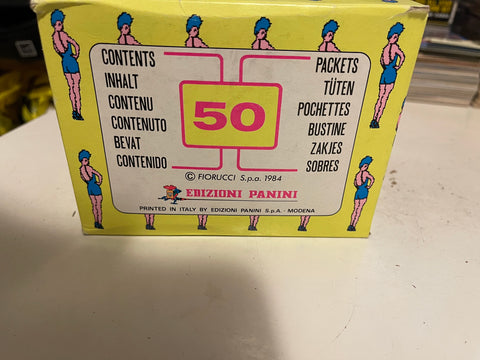 CONTENTS
INHALT
CONTENU
CONTENUTO
BEVAT
CONTENIDO
50
PACKETS
TÜTEN
POCHETTES
BUSTINE
ZAKJES
SOBRES
© FIORUCCI S.p.a. 1984
EDIZIONI PANINI
PRINTED IN ITALY BY EDIZIONI PANINI S.p.A. - MODENA